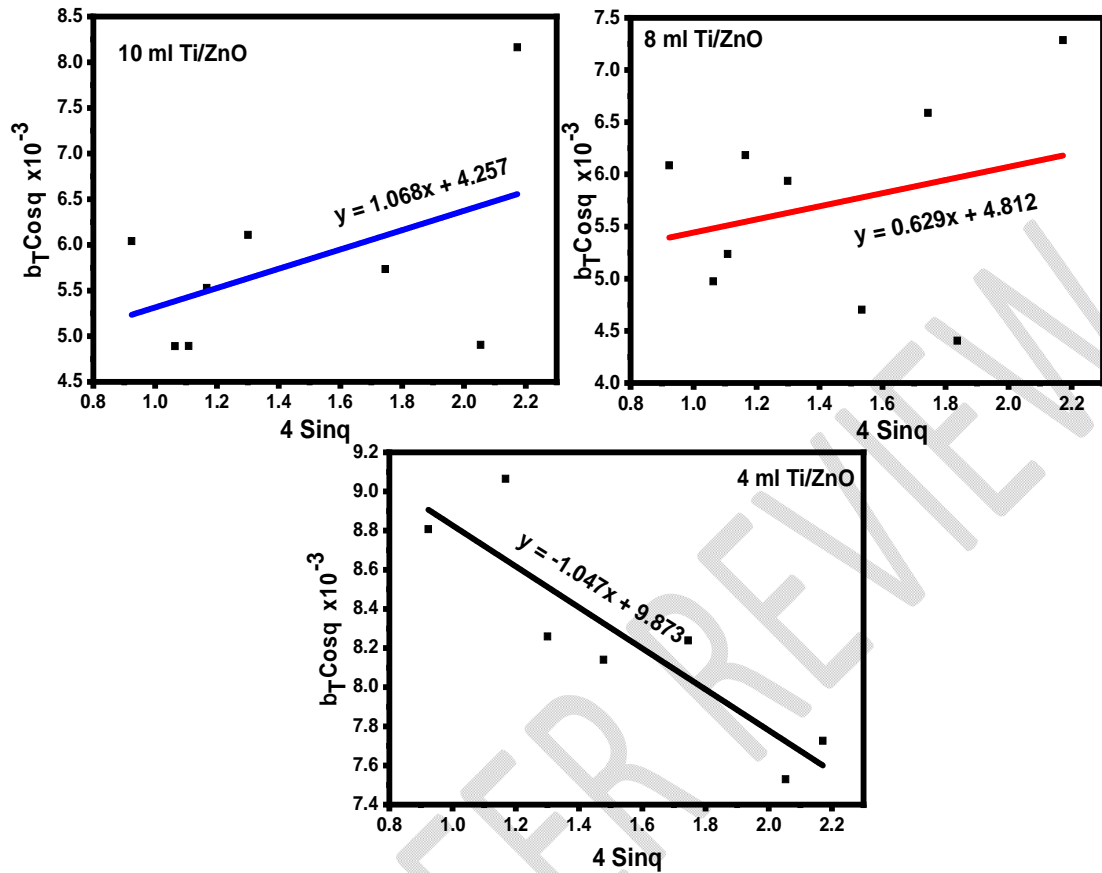 10 ml Ti/ZnO
b_TCosq x10^-3
8.5
8.0
7.5
7.0
6.5
6.0
5.5
5.0
4.5
y = 1.068x + 4.257
0.8 1.0 1.2 1.4 1.6 1.8 2.0 2.2
4 Sinq
8 ml Ti/ZnO
b_TCosq x10^-3
7.5
7.0
6.5
6.0
5.5
5.0
4.5
4.0
y = 0.629x + 4.812
0.8 1.0 1.2 1.4 1.6 1.8 2.0 2.2
4 Sinq
4 ml Ti/ZnO
b_TCosq x10^-3
9.2
9.0
8.8
8.6
8.4
8.2
8.0
7.8
7.6
7.4
y = -1.047x + 9.873
0.8 1.0 1.2 1.4 1.6 1.8 2.0 2.2
4 Sinq
ER REVIEW